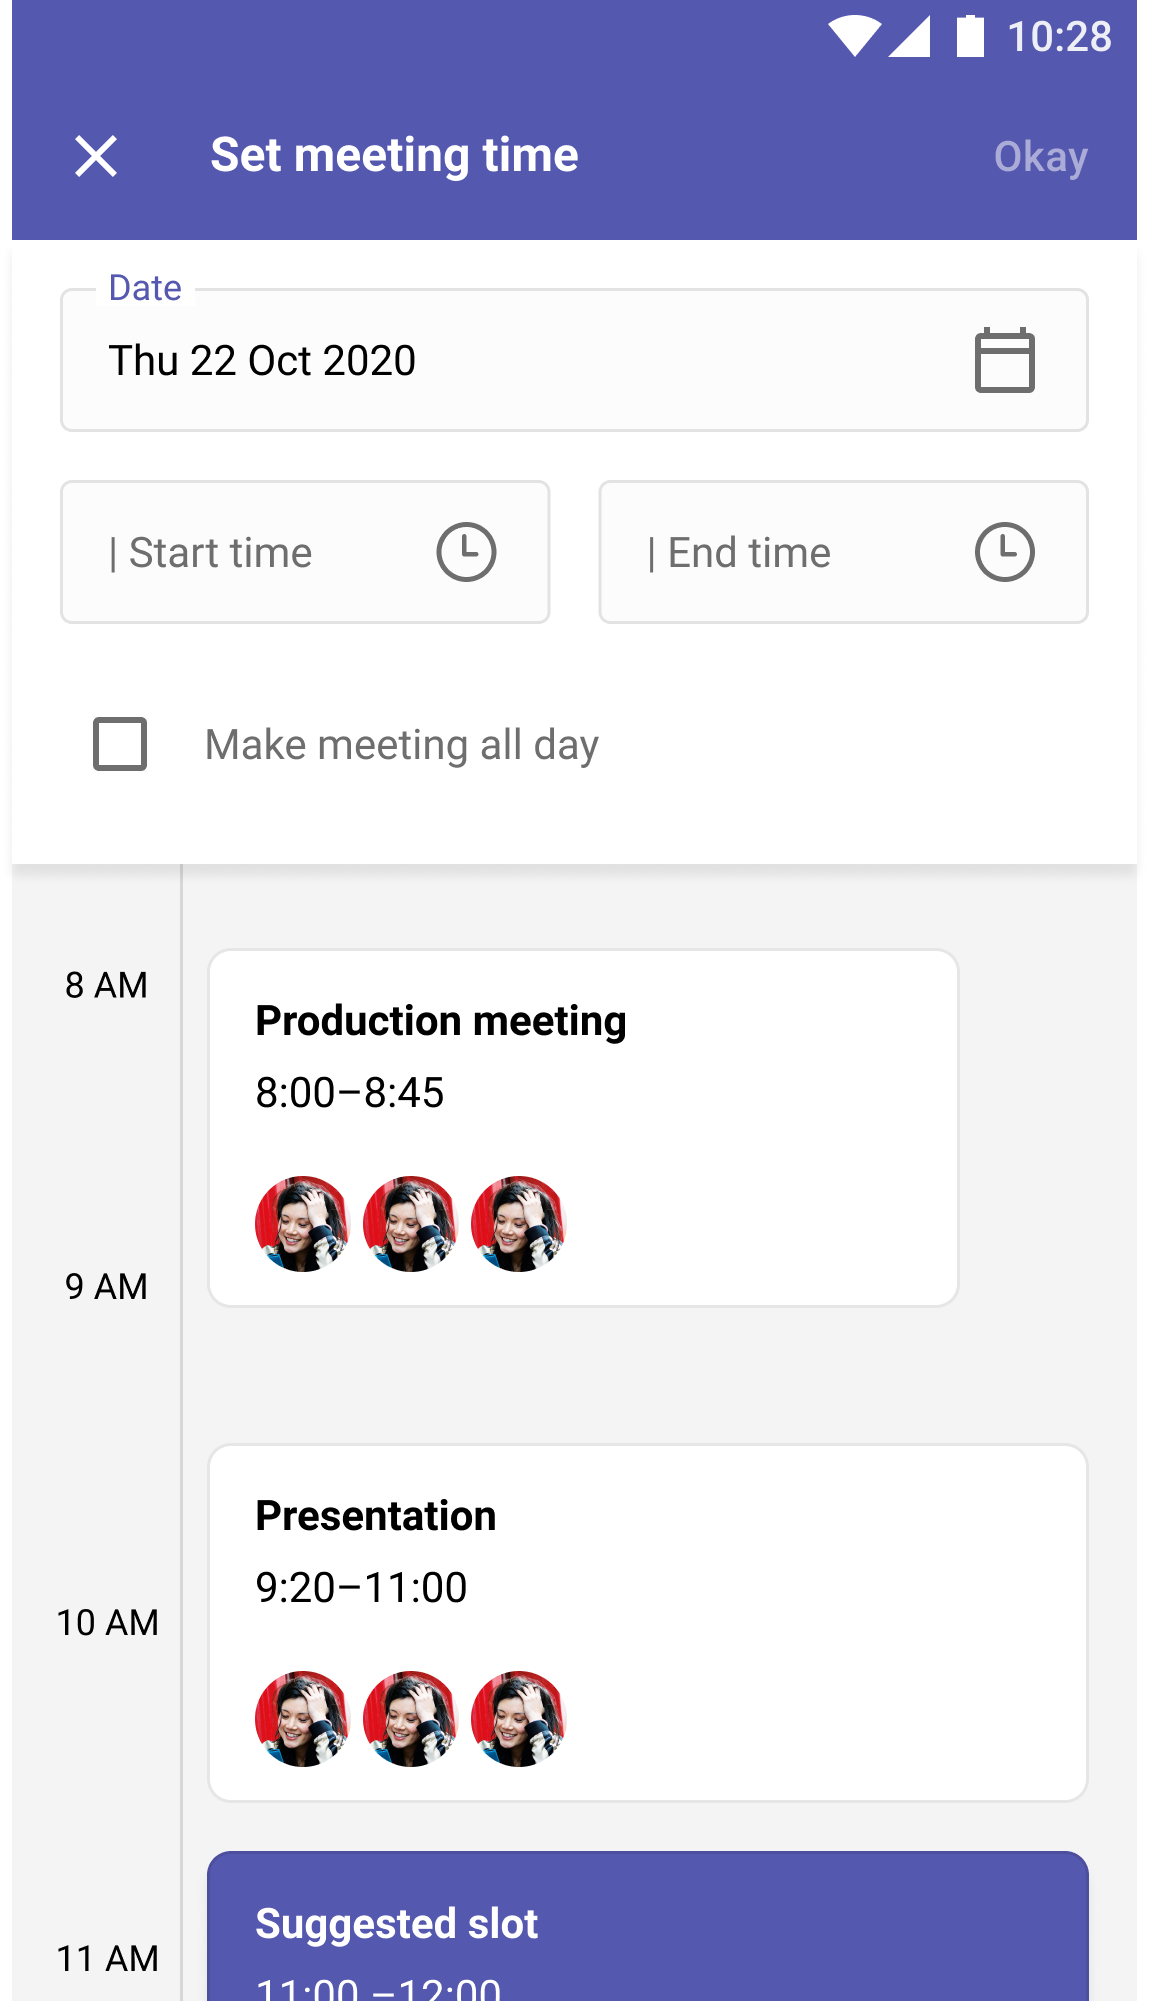 10:28
Set meeting time
Okay
Date
Thu 22 Oct 2020
| Start time
| End time
Make meeting all day
8 AM
Production meeting
8:00–8:45
9 AM
Presentation
9:20–11:00
10 AM
Suggested slot
11 AM
11:00 –12:00